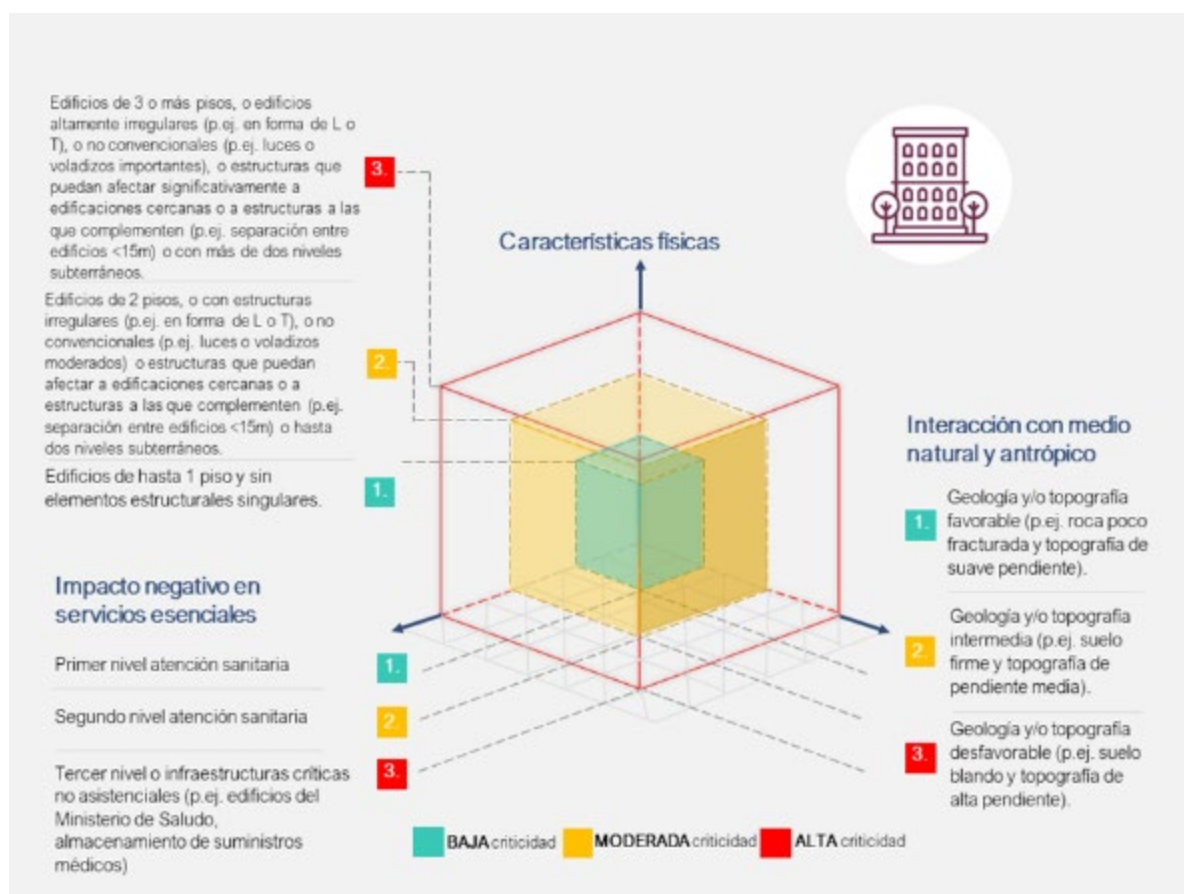 Edificios de 3 o más pisos, o edificios
altamente irregulares (p.ej. en forma de L o
T), o no convencionales (p.ej. luces o
voladizos importantes), o estructuras que
puedan afectar significativamente a
edificaciones cercanas o a estructuras a las
que complementen (p.ej. separación entre
edificios <15m) o con más de dos niveles
subterráneos.
3.
Edificios de 2 pisos, o con estructuras
irregulares (p.ej. en forma de L o T), o no
convencionales (p.ej. luces o voladizos
moderados) o estructuras que puedan
afectar a edificaciones cercanas o a
estructuras a las que complementen (p.ej.
separación entre edificios <15m) o hasta
dos niveles subterráneos.
2.
Edificios de hasta 1 piso y sin
elementos estructurales singulares.
1.
Características físicas
Impacto negativo en
servicios esenciales
Primer nivel atención sanitaria
1.
Segundo nivel atención sanitaria
2.
Tercer nivel o infraestructuras críticas
no asistenciales (p.ej. edificios del
Ministerio de Saludo,
almacenamiento de suministros
médicos)
3.
Interacción con medio
natural y antrópico
1.
Geología y/o topografía
favorable (p.ej. roca poco
fracturada y topografía de
suave pendiente).
2.
Geología y/o topografía
intermedia (p.ej. suelo
firme y topografía de
pendiente media).
3.
Geología y/o topografía
desfavorable (p.ej. suelo
blando y topografía de
alta pendiente).
BAJA criticidad MODERADA criticidad ALTA criticidad